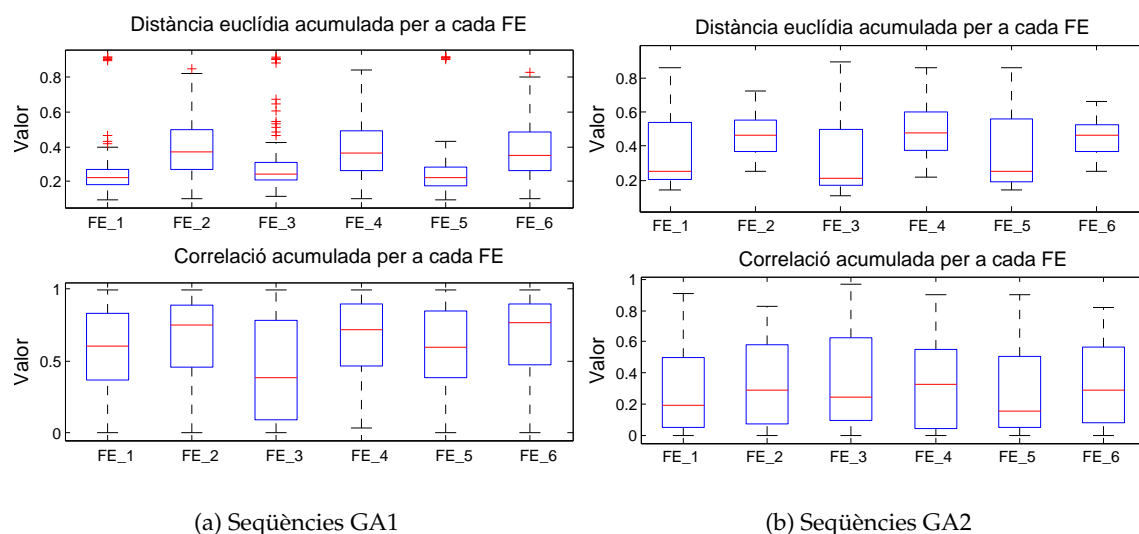 Distància euclídia acumulada per a cada FE
Valor
0.8
0.6
0.4
0.2
FE_1 FE_2 FE_3 FE_4 FE_5 FE_6
Correlació acumulada per a cada FE
Valor
1
0.5
0
FE_1 FE_2 FE_3 FE_4 FE_5 FE_6
(a) Seqüències GA1
Distància euclídia acumulada per a cada FE
Valor
0.8
0.6
0.4
0.2
FE_1 FE_2 FE_3 FE_4 FE_5 FE_6
Correlació acumulada per a cada FE
Valor
1
0.8
0.6
0.4
0.2
0
FE_1 FE_2 FE_3 FE_4 FE_5 FE_6
(b) Seqüències GA2